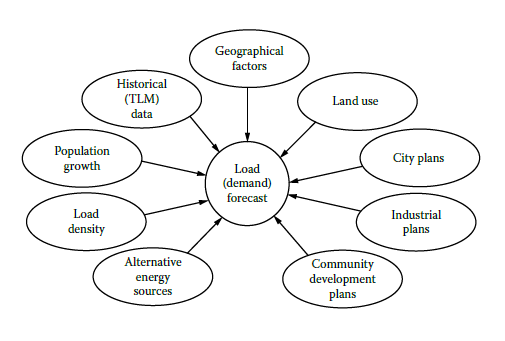 Geographical
factors
Historical
(TLM)
data
Land use
Population
growth
Load
(demand)
forecast
City plans
Load
density
Industrial
plans
Alternative
energy
sources
Community
development
plans